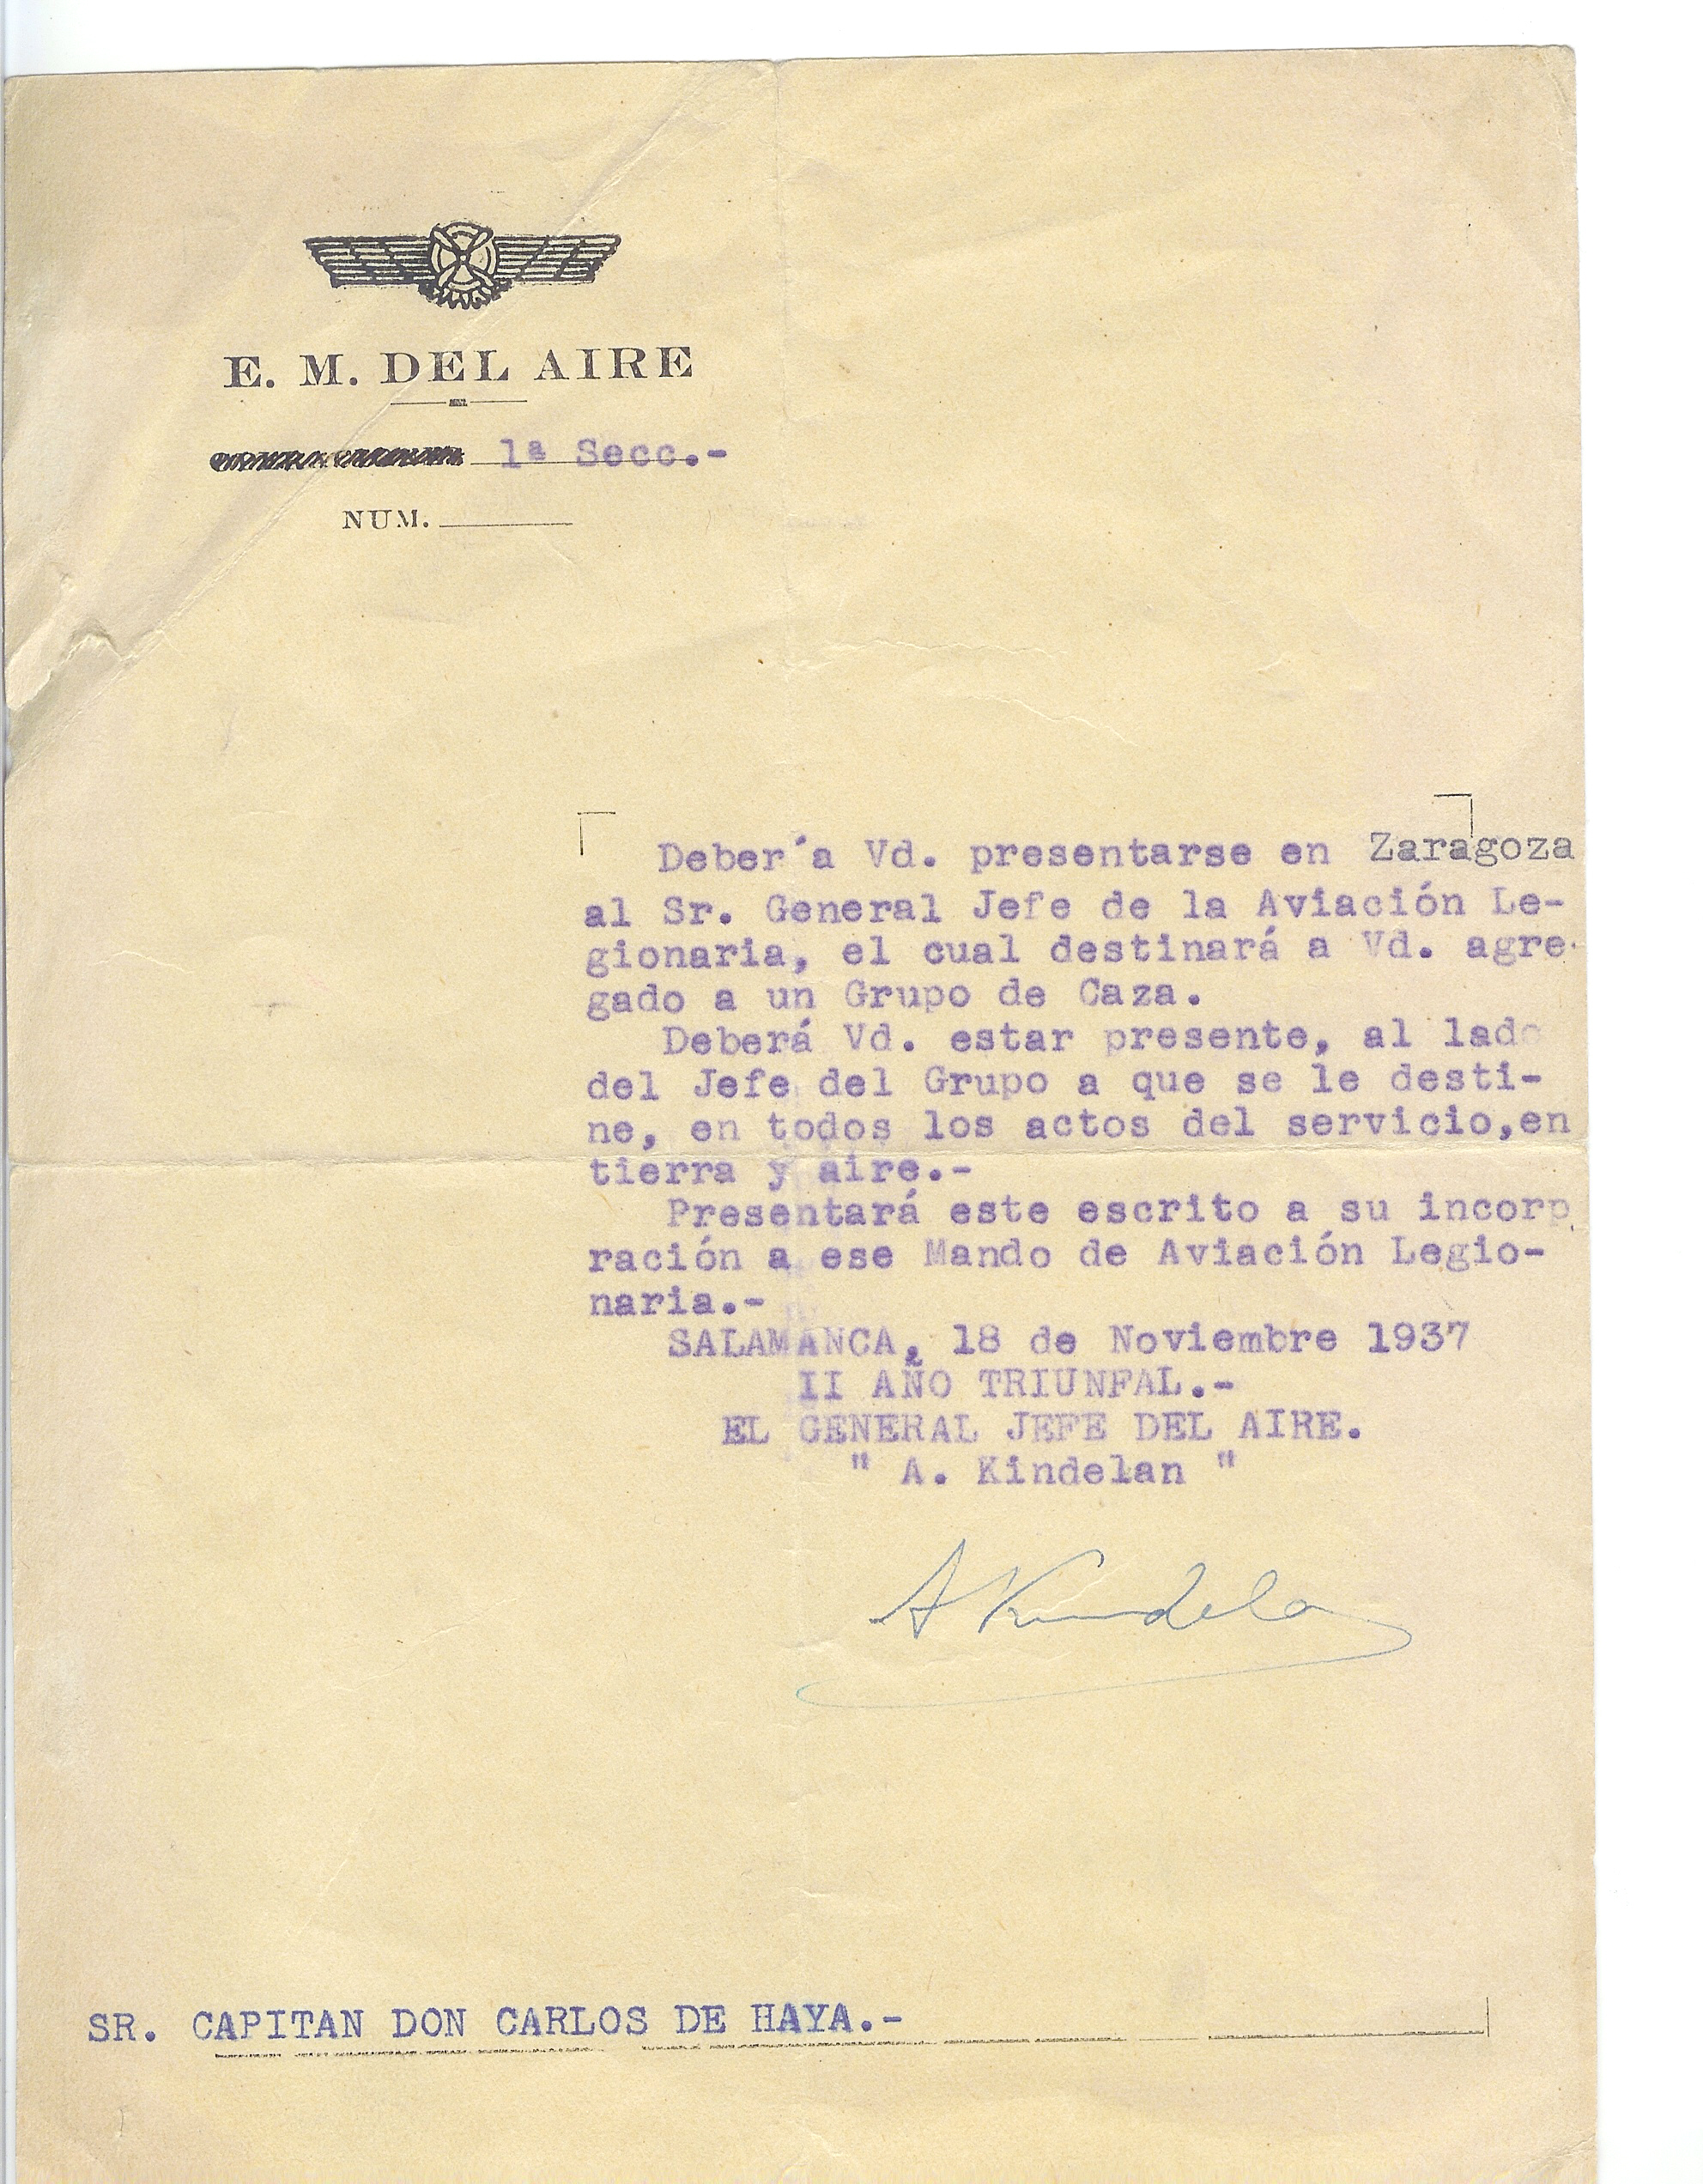 E. M. DEL AIRE
1ª Secc.-
NUM.
Deber´a Vd. presentarse en Zaragoza
al Sr. General Jefe de la Aviación Le-
gionaria, el cual destinará a Vd. agre-
gado a un Grupo de Caza.
Deberá Vd. estar presente, al lado
del Jefe del Grupo a que se le desti-
ne, en todos los actos del servicio,en
tierra y aire.-
Presentará este escrito a su incorp
ración a ese Mando de Aviación Legio-
naria.-
SALAMANCA, 18 de Noviembre 1937
II AÑO TRIUNFAL.-
EL GENERAL JEFE DEL AIRE.
" A. Kindelan "
A Kindela
SR. CAPITAN DON CARLOS DE HAYA.-